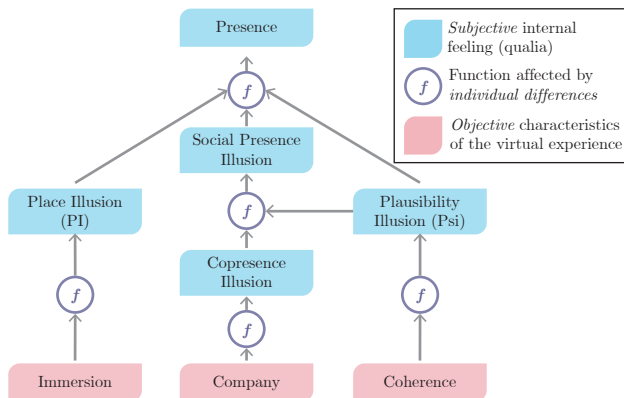 Presence
f
Social Presence
Illusion
Place Illusion
(PI)
f
Plausibility
Illusion (Psi)
Copresence
Illusion
f
f
f
Immersion
Company
Coherence
Subjective internal
feeling (qualia)
f
Function affected by
individual differences
Objective characteristics
of the virtual experience